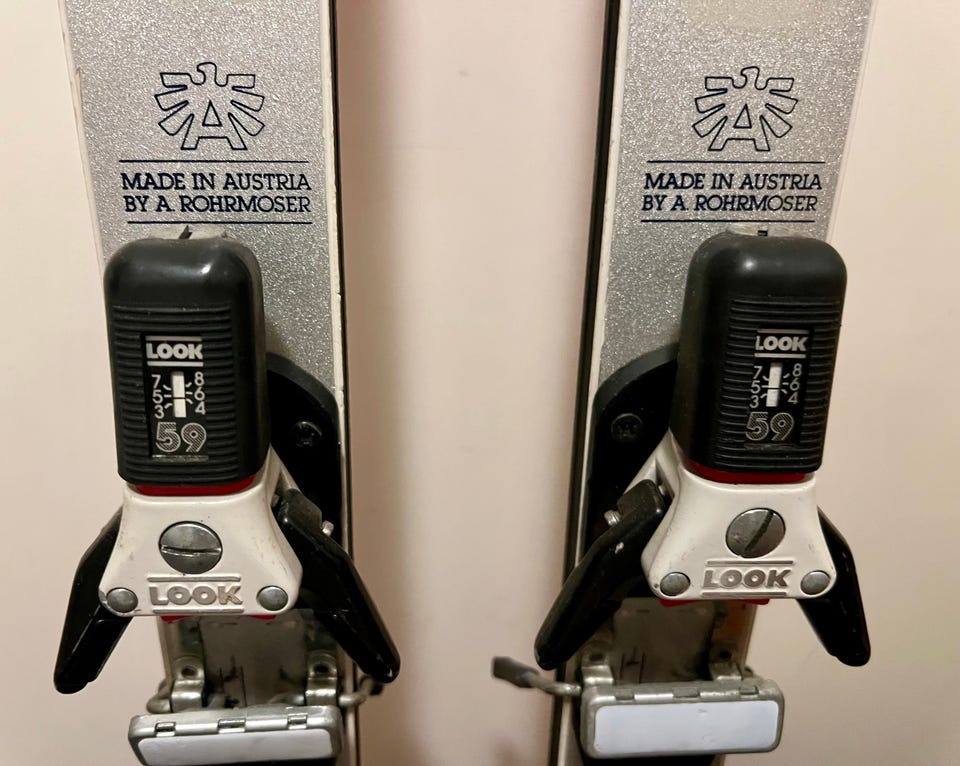 A
MADE IN AUSTRIA
BY A ROHRMOSER
LOOK
7 8
5 6
3 4
59
LOOK
A
MADE IN AUSTRIA
BY A ROHRMOSER
LOOK
7 8
5 6
3 4
59
LOOK